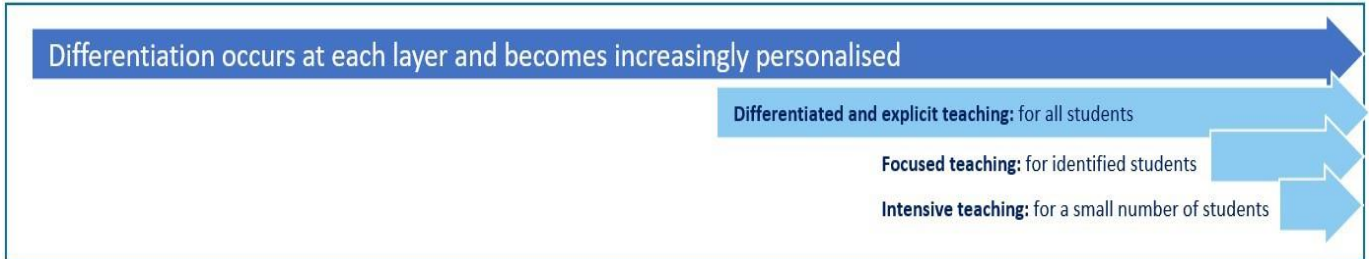 Differentiation occurs at each layer and becomes increasingly personalised
Differentiated and explicit teaching: for all students
Focused teaching: for identified students
Intensive teaching: for a small number of students